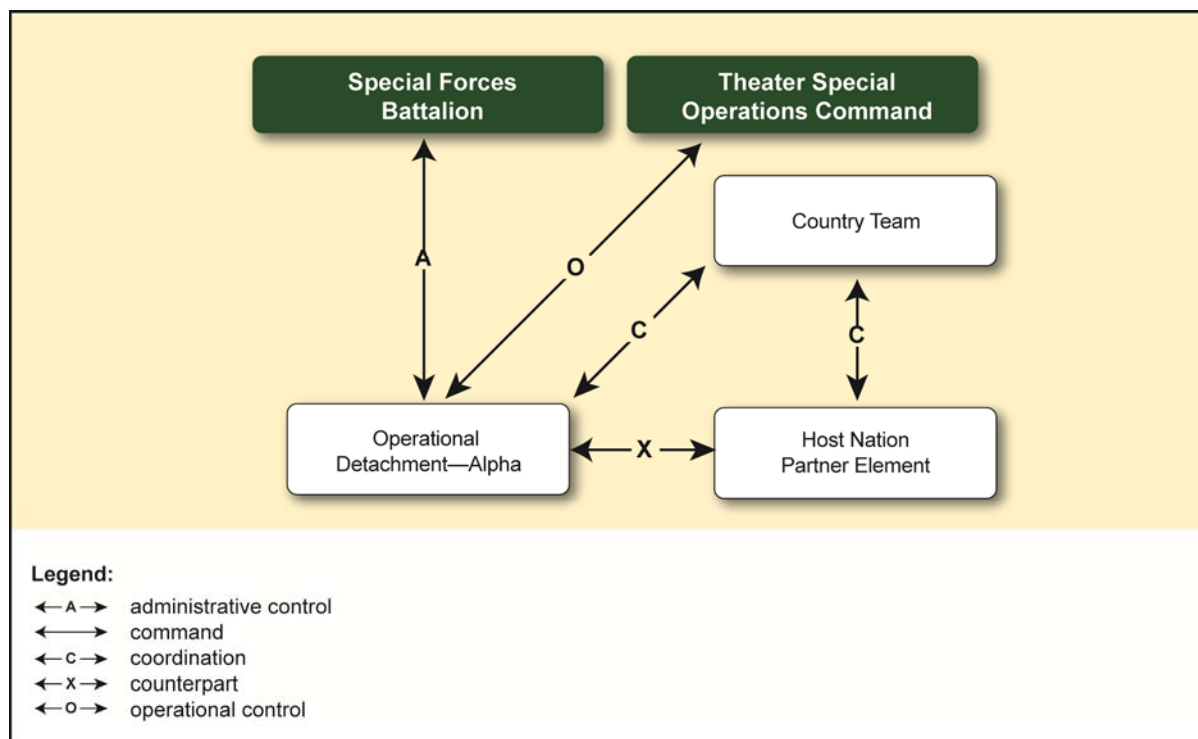 Special Forces
Battalion
Theater Special
Operations Command
Country Team
A
O
C
C
Operational
Detachment—Alpha
X
Host Nation
Partner Element
Legend:
A administrative control
command
C coordination
X counterpart
O operational control